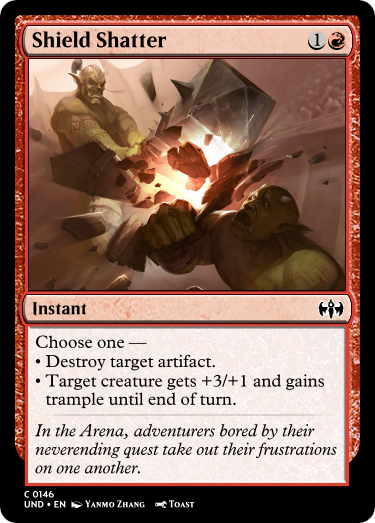 Shield Shatter 1
Instant
Choose one —
• Destroy target artifact.
• Target creature gets +3/+1 and gains
trample until end of turn.
In the Arena, adventurers bored by their
neverending quest take out their frustrations
on one another.
C 0146
UND • EN Yanmo Zhang Toast